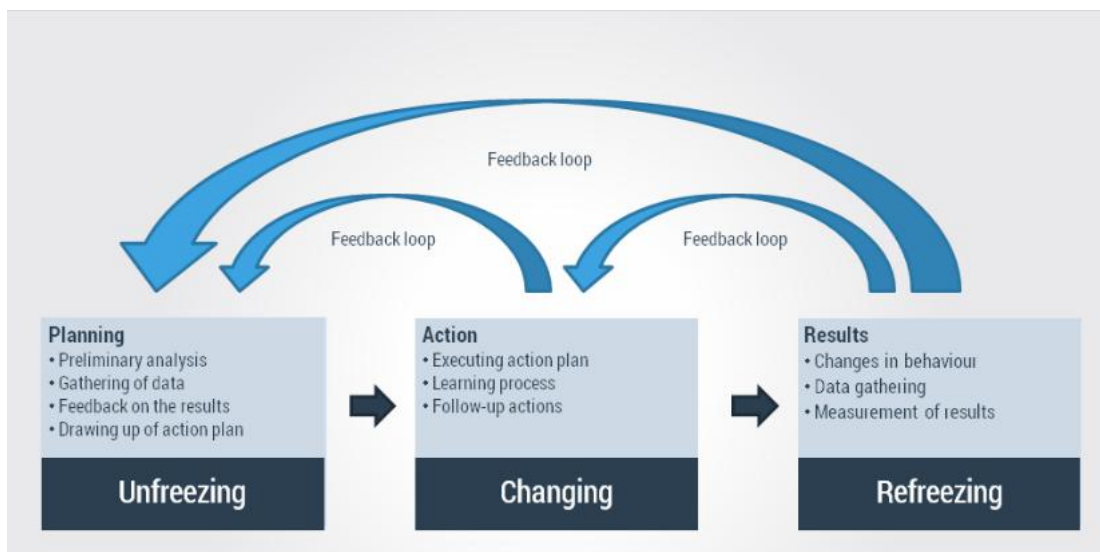 Feedback loop
Feedback loop
Feedback loop
Planning
• Preliminary analysis
• Gathering of data
• Feedback on the results
• Drawing up of action plan
Unfreezing
Action
• Executing action plan
• Learning process
• Follow-up actions
Changing
Results
• Changes in behaviour
• Data gathering
• Measurement of results
Refreezing